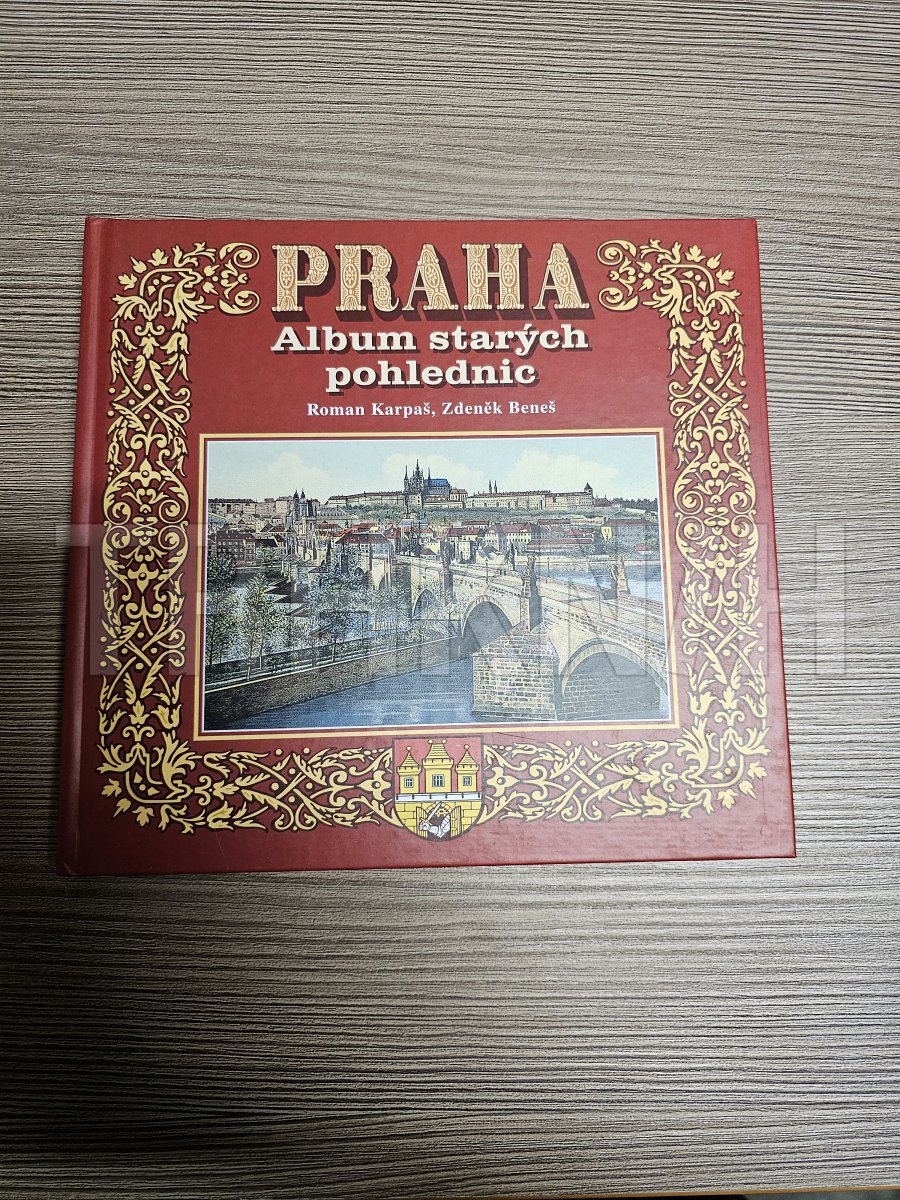 PRAHA
Album starých
pohlednic
Roman Karpaš, Zdeněk Beneš